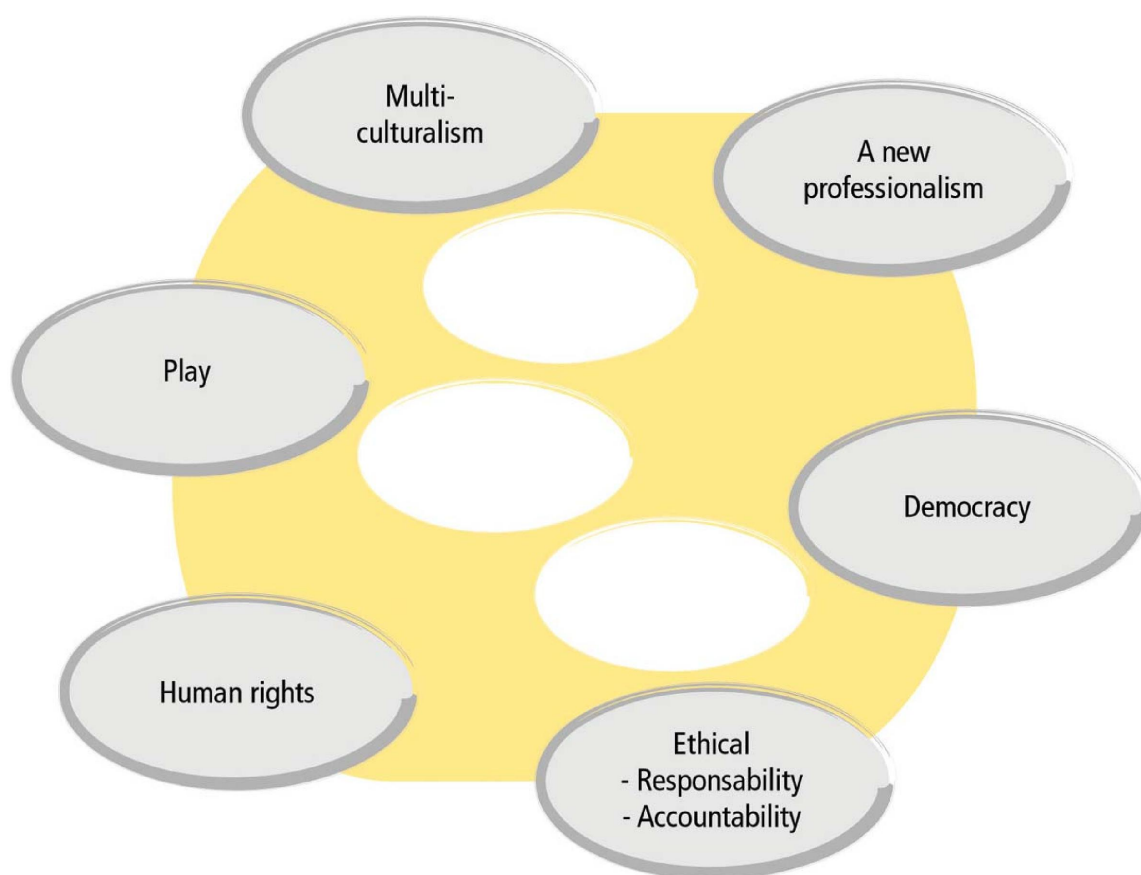 Multi-
culturalism
A new
professionalism
Play
Democracy
Human rights
Ethical
- Responsability
- Accountability